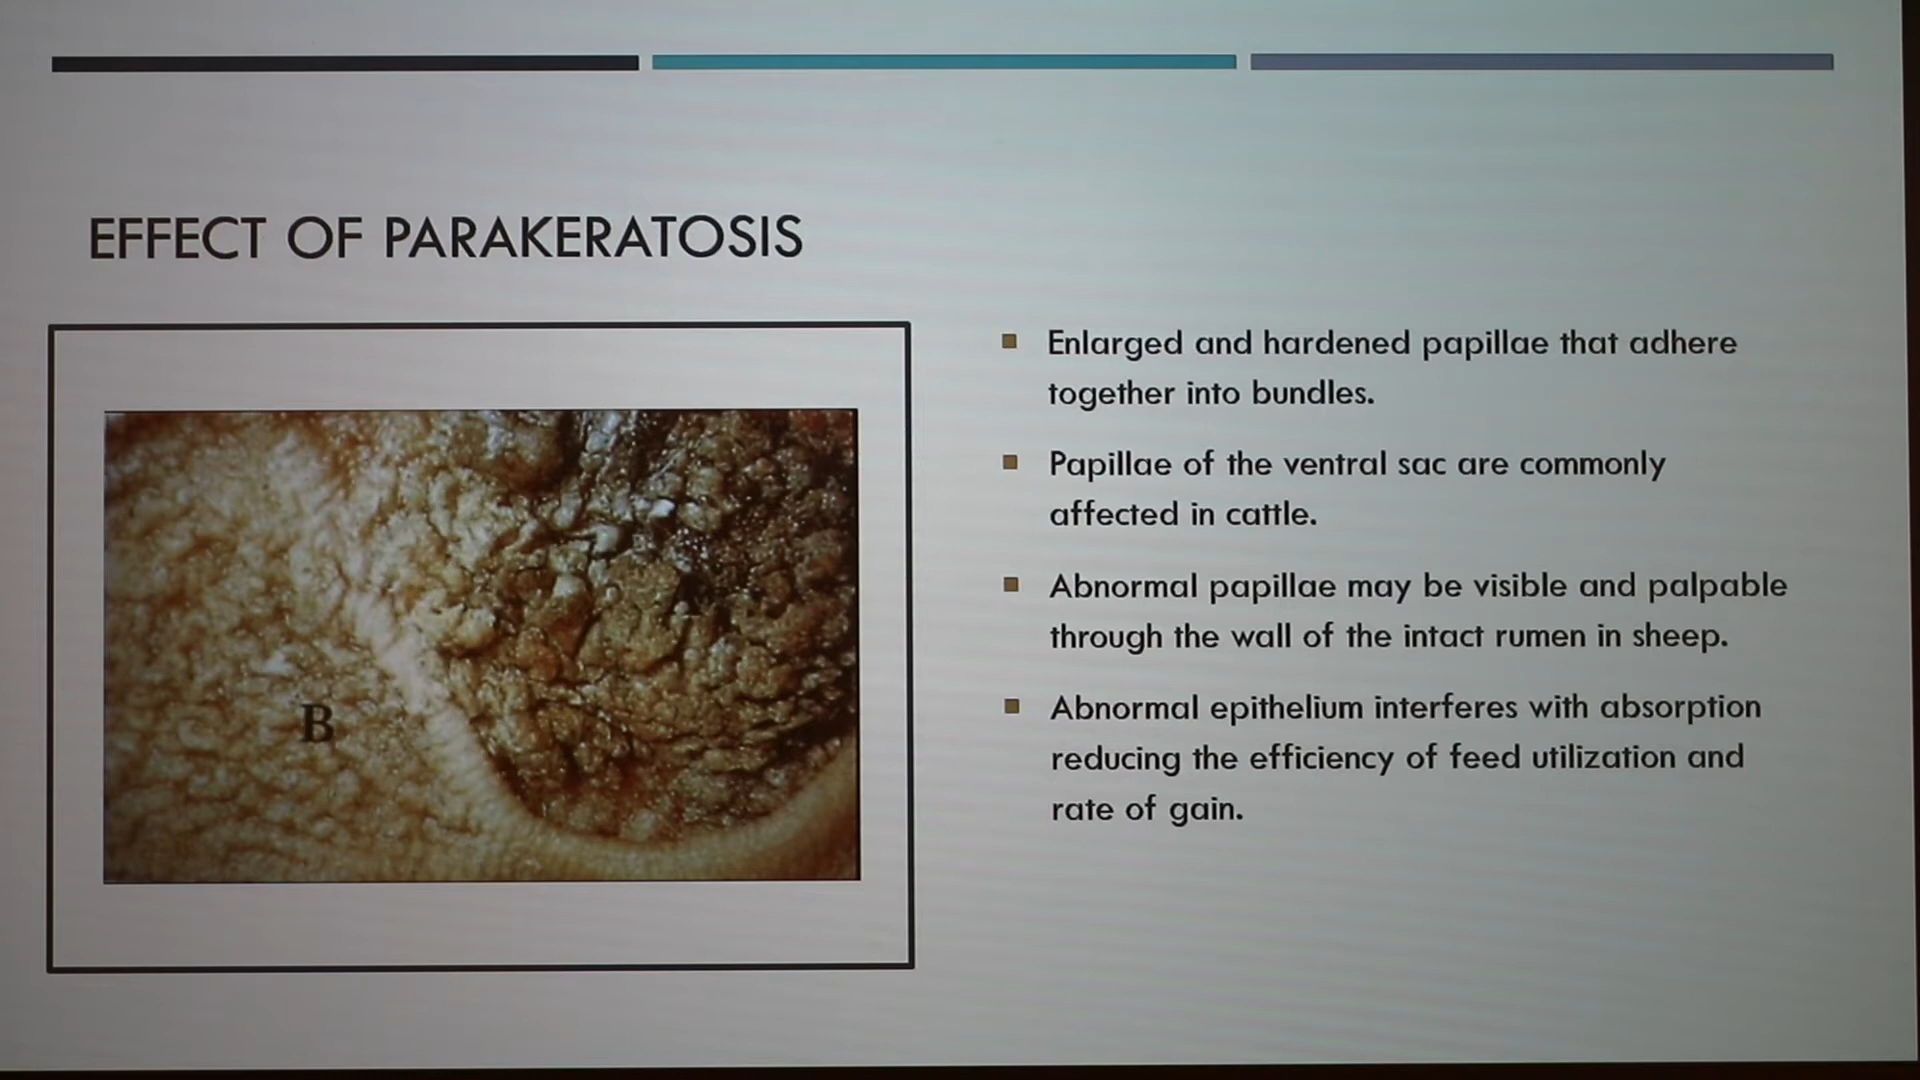 EFFECT OF PARAKERATOSIS
B
Enlarged and hardened papillae that adhere
together into bundles.
Papillae of the ventral sac are commonly
affected in cattle.
Abnormal papillae may be visible and palpable
through the wall of the intact rumen in sheep.
Abnormal epithelium interferes with absorption
reducing the efficiency of feed utilization and
rate of gain.